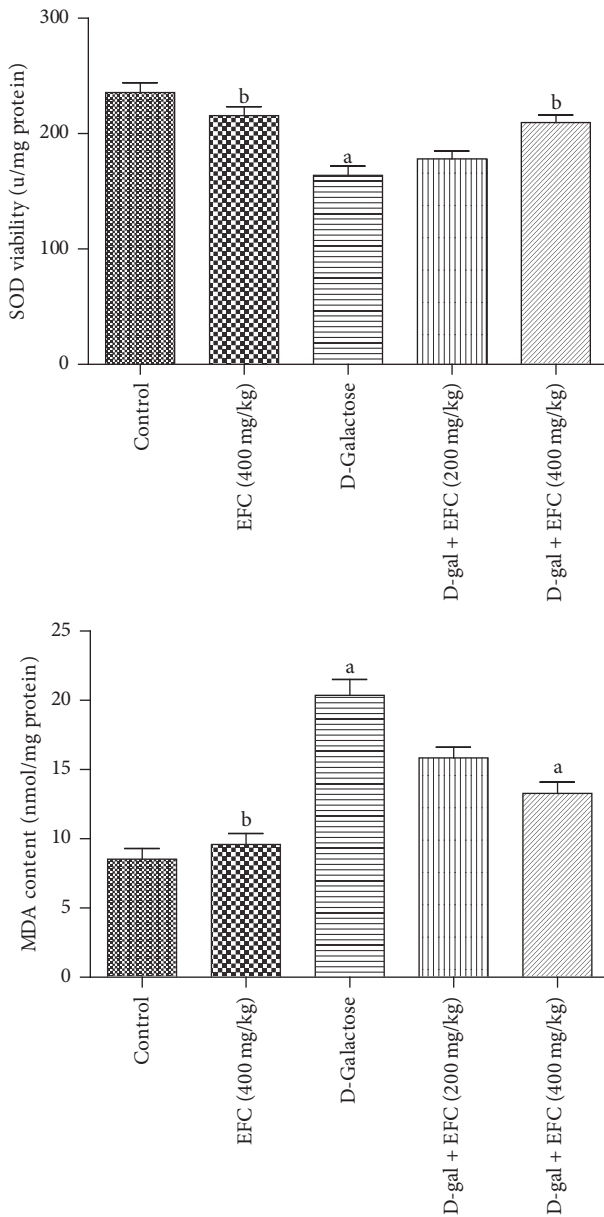 SOD viability (u/mg protein)
300
200
100
0
b
a
b
Control
EFC (400 mg/kg)
D-Galactose
D-gal + EFC (200 mg/kg)
D-gal + EFC (400 mg/kg)
MDA content (nmol/mg protein)
25
20
15
10
5
0
b
a
a
Control
EFC (400 mg/kg)
D-Galactose
D-gal + EFC (200 mg/kg)
D-gal + EFC (400 mg/kg)